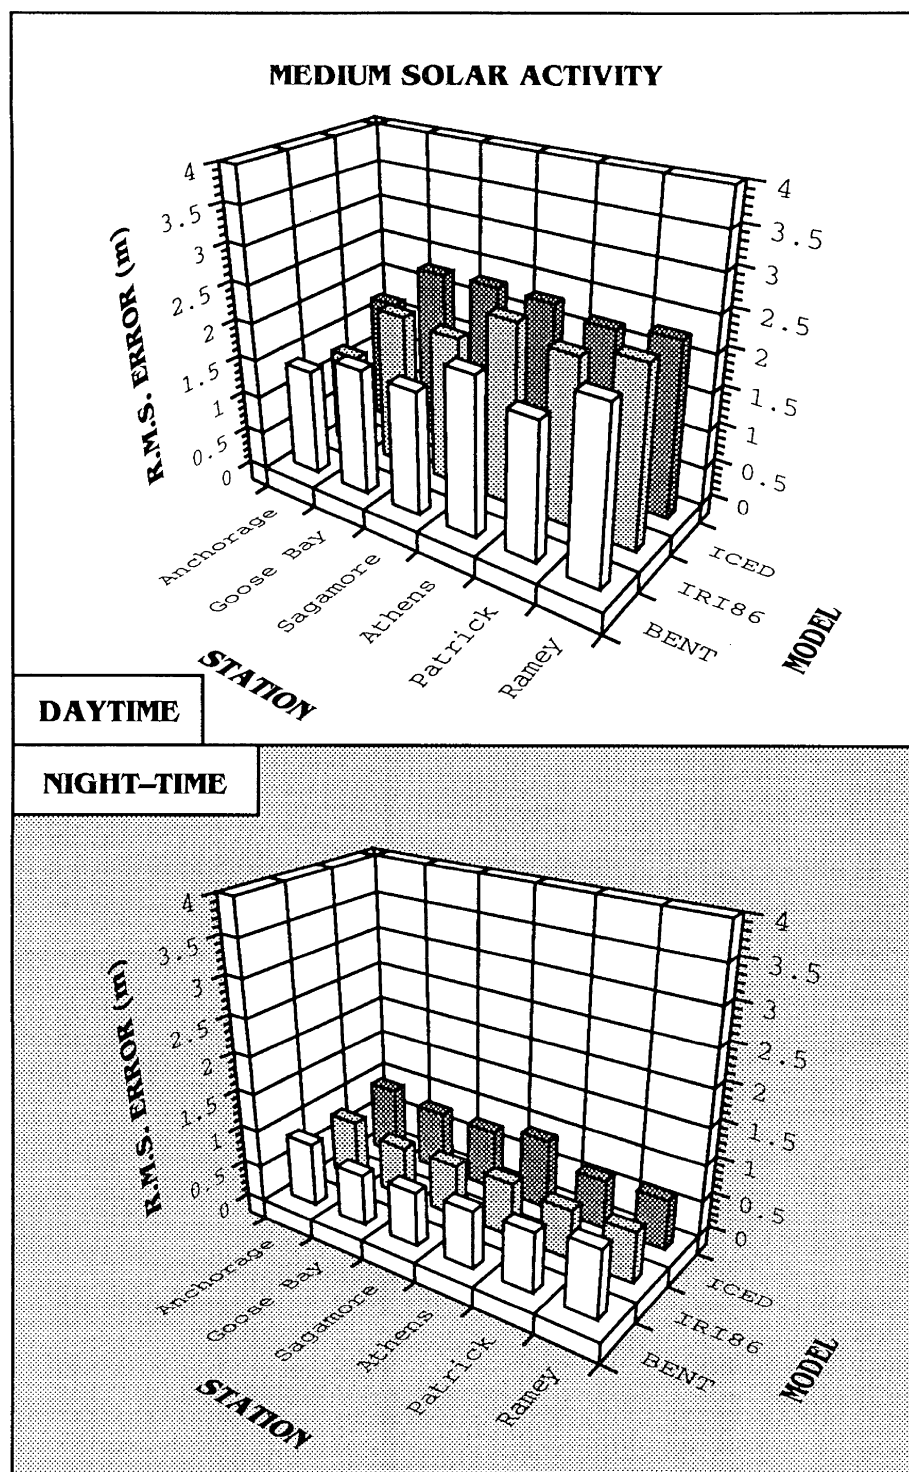 MEDIUM SOLAR ACTIVITY
4
3.5
3
2.5
2
1.5
1
0.5
0
R.M.S. ERROR (m)
4
3.5
3
2.5
2
1.5
1
0.5
0
Anchorage
Goose Bay
Sagamore
Athens
Patrick
Ramey
STATION
ICED
IRI86
BENT
MODEL
DAYTIME
NIGHT–TIME
4
3.5
3
2.5
2
1.5
1
0.5
0
R.M.S. ERROR (m)
4
3.5
3
2.5
2
1.5
1
0.5
0
Anchorage
Goose Bay
Sagamore
Athens
Patrick
Ramey
STATION
ICED
IRI86
BENT
MODEL